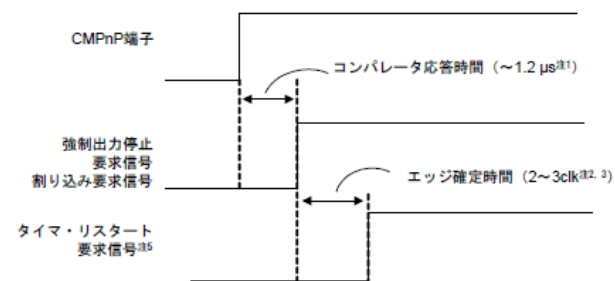 CMPnP端子
コンパレータ応答時間（～1.2 µs注1）
強制出力停止
要求信号
割り込み要求信号
エッジ確定時間（2～3clk注2, 3）
タイマ・リスタート
要求信号注5